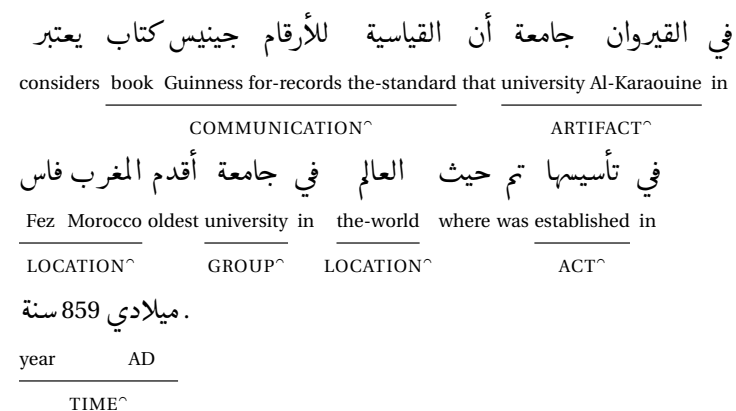 يعتبر كتاب جينيس للأرقام القياسية أن جامعة القيروان في
considers book Guinness for-records the-standard that university Al-Karaouine in
COMMUNICATION⌢ ARTIFACT⌢
فاس المغرب أقدم جامعة في العالم حيث تم تأسيسها في
Fez Morocco oldest university in the-world where was established in
LOCATION⌢ GROUP⌢ LOCATION⌢ ACT⌢
سنة 859 ميلادي .
year AD
TIME⌢